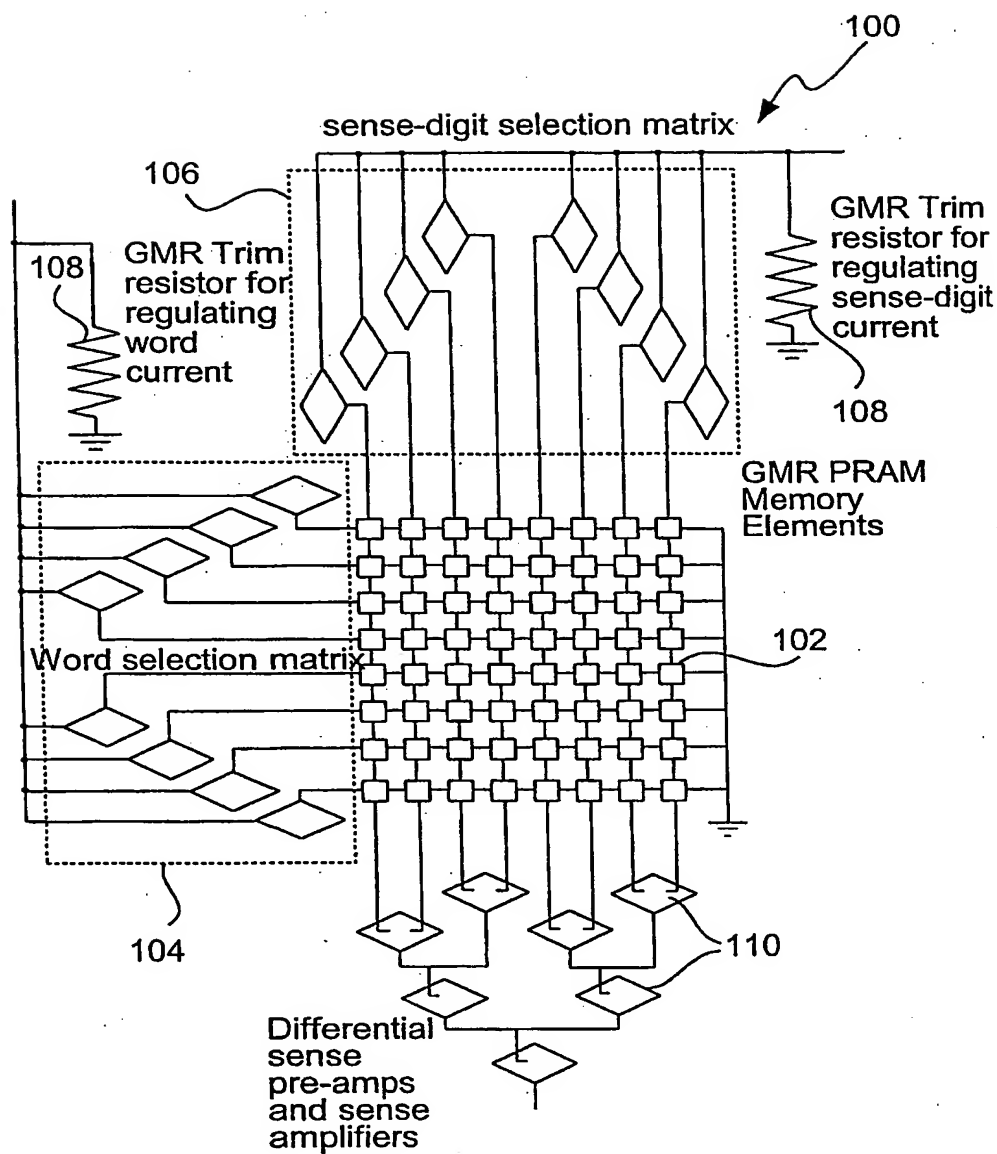 100
sense-digit selection matrix
106
GMR Trim
resistor for
regulating
sense-digit
current
108
GMR Trim
resistor for
regulating
word
current
108
GMR PRAM
Memory
Elements
102
Word selection matrix
104
110
Differential
sense
pre-amps
and sense
amplifiers